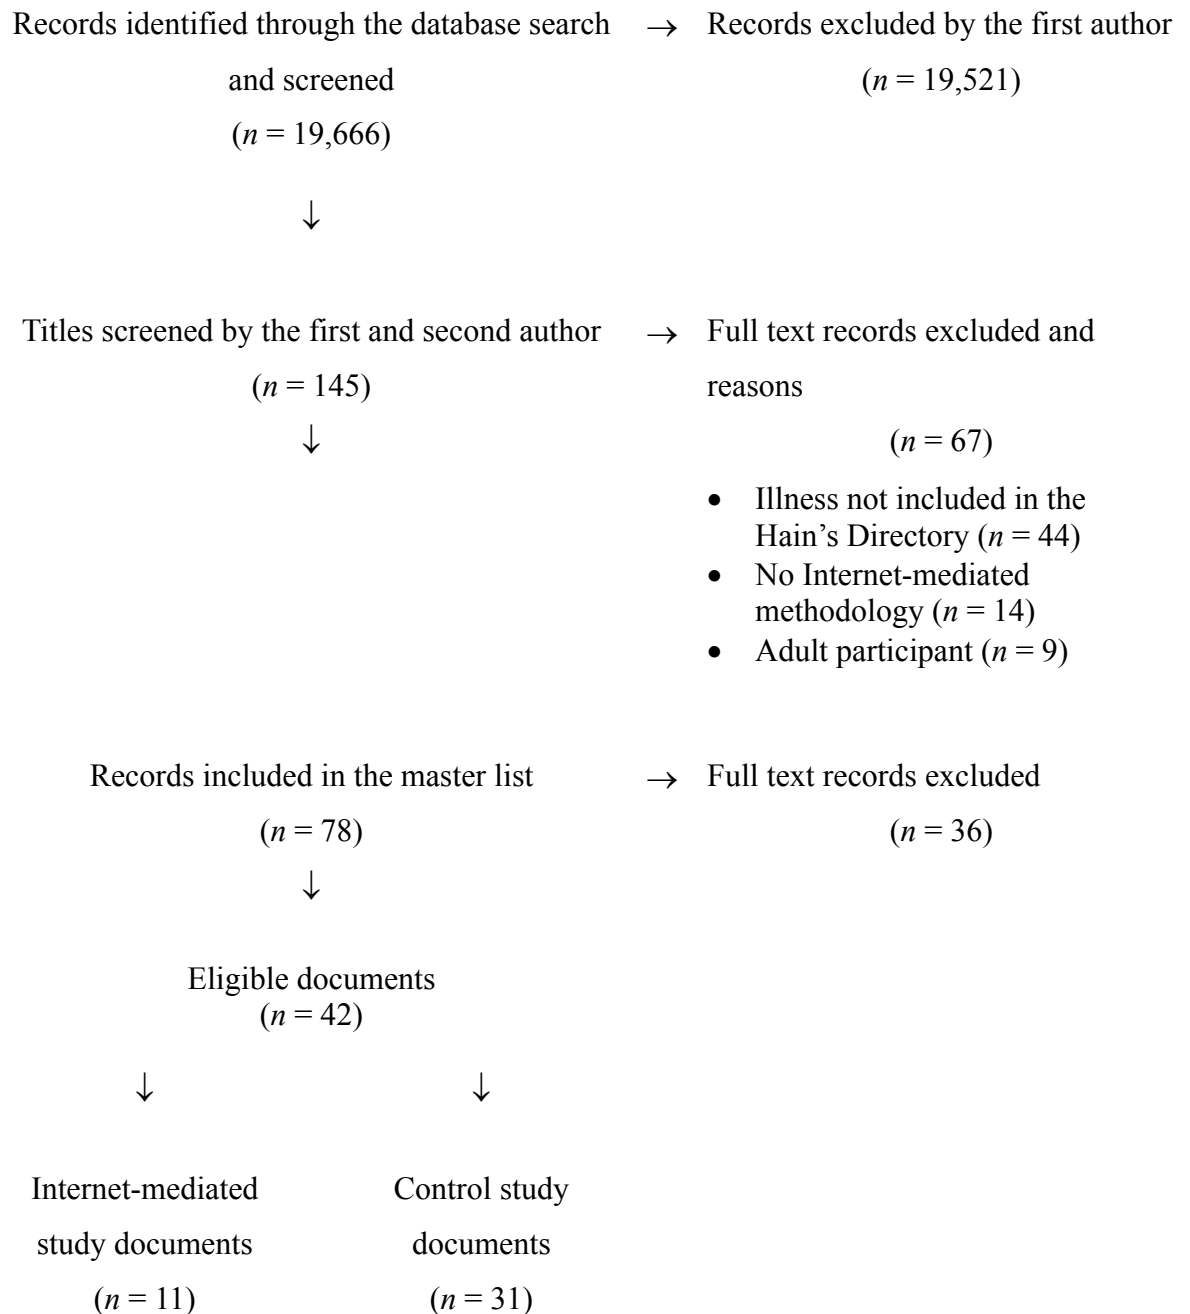 Records identified through the database search
and screened
(n = 19,666)
→
Records excluded by the first author
(n = 19,521)
↓
Titles screened by the first and second author
(n = 145)
↓
→
Full text records excluded and
reasons
(n = 67)
• Illness not included in the
Hain’s Directory (n = 44)
• No Internet-mediated
methodology (n = 14)
• Adult participant (n = 9)
Records included in the master list
(n = 78)
↓
→
Full text records excluded
(n = 36)
Eligible documents
(n = 42)
↓
↓
Internet-mediated
study documents
(n = 11)
Control study
documents
(n = 31)